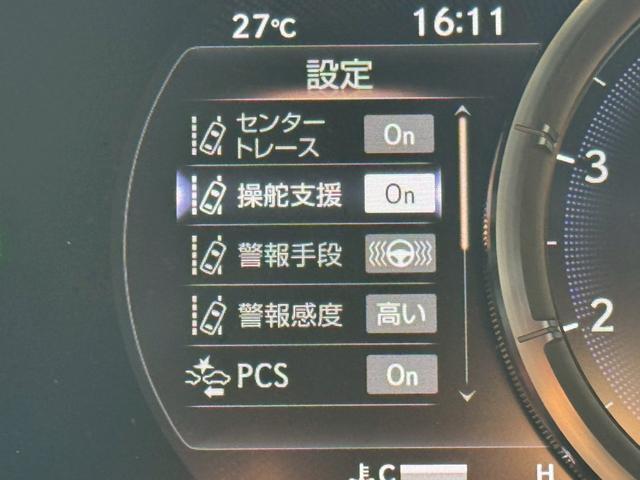 27℃ 16:11
設定
センター
トレース On
操舵支援 On
警報手段
警報感度 高い
PCS On
3
2
C H